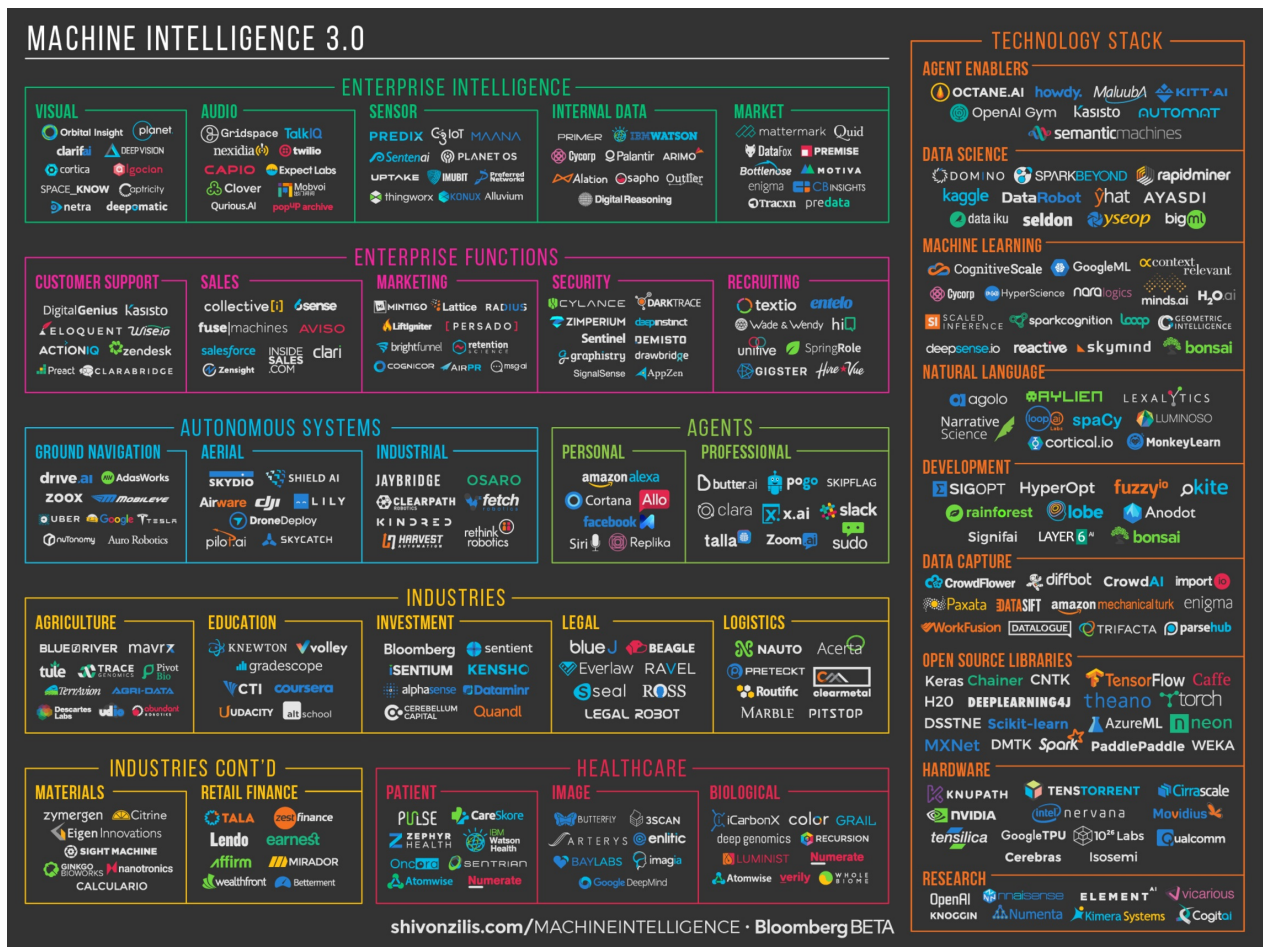 MACHINE INTELLIGENCE 3.0
ENTERPRISE INTELLIGENCE
VISUAL
Orbital Insight planet
clarifai DEEP VISION
cortica algocian
SPACE_KNOW Captricity
netra deepomatic
AUDIO
Gridspace TalkIQ
nexidia twilio
CAPIO Expect Labs
Clover Mobvoi
Qurious.AI popUP archive
SENSOR
PREDIX C3 IoT MAANA
Sentenai PLANET OS
UPTAKE IMUBIT Preferred Networks
thingworx KONUX Alluvium
INTERNAL DATA
PRIMER IBM WATSON
Cycorp Palantir ARIMO
Alation sapho Outlier
Digital Reasoning
MARKET
mattermark Quid
DataFox PREMISE
Bottlenose MOTIVA
enigma CB INSIGHTS
Tracxn predata
ENTERPRISE FUNCTIONS
CUSTOMER SUPPORT
DigitalGenius Kasisto
ELOQUENT Wiseio
ACTIONIQ zendesk
Preact CLARABRIDGE
SALES
collective[i] 6sense
fuse|machines AVISO
salesforce INSIDE SALES .COM clari
Zensight
MARKETING
MINTIGO Lattice RADIUS
LiftIgniter [PERSADO]
brightfunnel retention SCIENCE
COGNICOR AIRPR msg·ai
SECURITY
CYLANCE DARKTRACE
ZIMPERIUM deepinstinct
Sentinel DEMISTO
graphistry drawbridge
SignalSense AppZen
RECRUITING
textio entelo
Wade & Wendy hiQ
unitive SpringRole
GIGSTER HireVue
AUTONOMOUS SYSTEMS
GROUND NAVIGATION
drive.ai AdasWorks
ZOOX MOBILEYE
UBER Google TESLA
nuTonomy Auro Robotics
AERIAL
SKYDIO SHIELD AI
Airware dji LILY
DroneDeploy
pilot.ai SKYCATCH
INDUSTRIAL
JAYBRIDGE OSARO
CLEARPATH ROBOTICS fetch robotics
KINDRED
HARVEST AUTOMATION rethink robotics
AGENTS
PERSONAL
amazon alexa
Cortana Allo
facebook
Siri Replika
PROFESSIONAL
butter.ai pogo SKIPFLAG
clara x.ai slack
talla Zoom.ai sudo
INDUSTRIES
AGRICULTURE
BLUE RIVER mavrx
tule TRACE GENOMICS Pivot Bio
TerrAvion AGRI-DATA
Descartes Labs udio abundant ROBOTICS
EDUCATION
KNEWTON volley
gradescope
CTI coursera
UDACITY alt school
INVESTMENT
Bloomberg sentient
iSENTIUM KENSHO
alphasense Dataminr
CEREBELLUM CAPITAL Quandl
LEGAL
blue J BEAGLE
Everlaw RAVEL
seal ROSS
LEGAL ROBOT
LOGISTICS
NAUTO Acerta
PRETECKT
Routific clearmetal
MARBLE PITSTOP
INDUSTRIES CONT'D
MATERIALS
zymergen Citrine
Eigen Innovations
SIGHT MACHINE
GINKGO BIOWORKS nanotronics
CALCULARIO
RETAIL FINANCE
TALA zestfinance
Lendo earnest
affirm MIRADOR
wealthfront Betterment
HEALTHCARE
PATIENT
PULSE CareSkore
ZEPHYR HEALTH IBM Watson Health
Oncora SENTRIAN
Atomwise Numerate
IMAGE
BUTTERFLY 3SCAN
ARTERYS enlitic
BAYLABS imagia
Google DeepMind
BIOLOGICAL
iCarbonX color GRAIL
deep genomics RECURSION
LUMINIST Numerate
Atomwise verily WHOLE BIOME
shivonzilis.com/MACHINEINTELLIGENCE · Bloomberg BETA
TECHNOLOGY STACK
AGENT ENABLERS
OCTANE.AI howdy. Maluuba KITT·AI
OpenAI Gym Kasisto AUTOMAT
semanticmachines
DATA SCIENCE
DOMINO SPARKBEYOND rapidminer
kaggle DataRobot ŷhat AYASDI
data iku seldon yseop bigml
MACHINE LEARNING
CognitiveScale GoogleML context relevant
Cycorp HyperScience nara logics minds.ai H2O.ai
SCALED INFERENCE sparkcognition loop GEOMETRIC INTELLIGENCE
deepsense.io reactive skymind bonsai
NATURAL LANGUAGE
agolo AYLIEN LEXALYTICS
Narrative Science loop ai Labs spaCy LUMINOSO
cortical.io MonkeyLearn
DEVELOPMENT
SIGOPT HyperOpt fuzzy io kite
rainforest lobe Anodot
Signifai LAYER 6 AI bonsai
DATA CAPTURE
CrowdFlower diffbot CrowdAI import io
Paxata DATASIFT amazon mechanical turk enigma
WorkFusion DATALOGUE TRIFACTA parsehub
OPEN SOURCE LIBRARIES
Keras Chainer CNTK TensorFlow Caffe
H2O DEEPLEARNING4J theano torch
DSSTNE Scikit-learn AzureML neon
MXNet DMTK Spark PaddlePaddle WEKA
HARDWARE
KNUPATH TENSTORRENT Cirrascale
NVIDIA intel nervana Movidius
tensilica GoogleTPU 10²⁶ Labs Qualcomm
Cerebras Isosemi
RESEARCH
OpenAI nnaisense ELEMENT AI vicarious
KNOGGIN Numenta Kimera Systems Cogitai